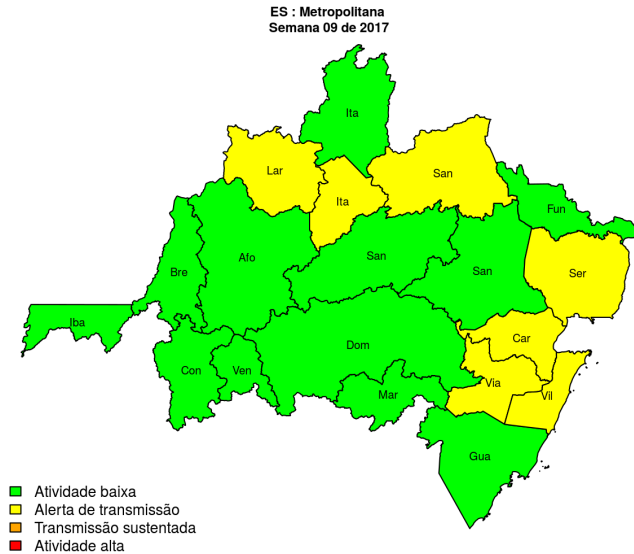 ES : Metropolitana
Semana 09 de 2017
Ita
Lar
San
Ita
Fun
Afo
San
San
Bre
Ser
Iba
Car
Dom
Con
Ven
Via
Mar
Vil
Gua
Atividade baixa
Alerta de transmissão
Transmissão sustentada
Atividade alta